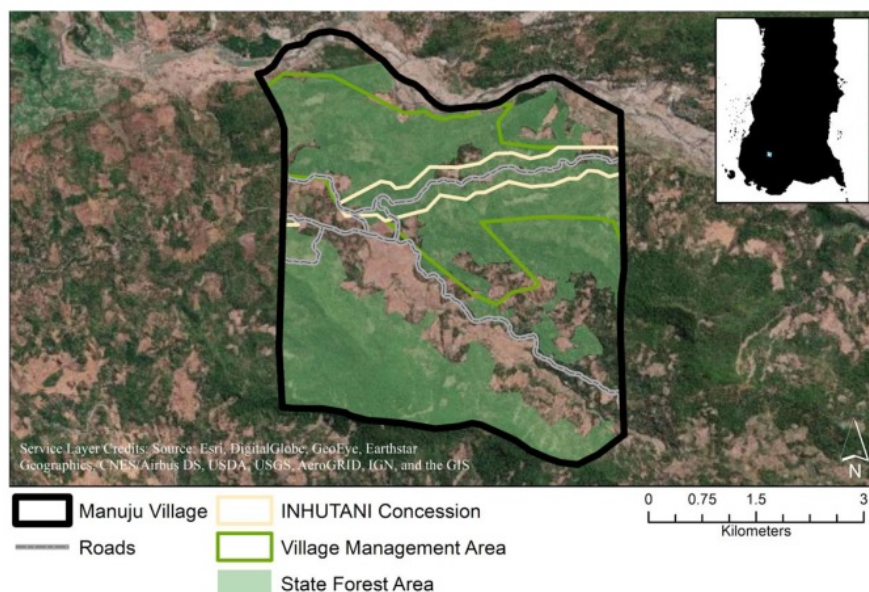 Service Layer Credits: Source: Esri, DigitalGlobe, GeoEye, Earthstar
Geographics, CNES/Airbus DS, USDA, USGS, AeroGRID, IGN, and the GIS
N
Manuju Village
Roads
INHUTANI Concession
Village Management Area
State Forest Area
0 0.75 1.5 3
Kilometers